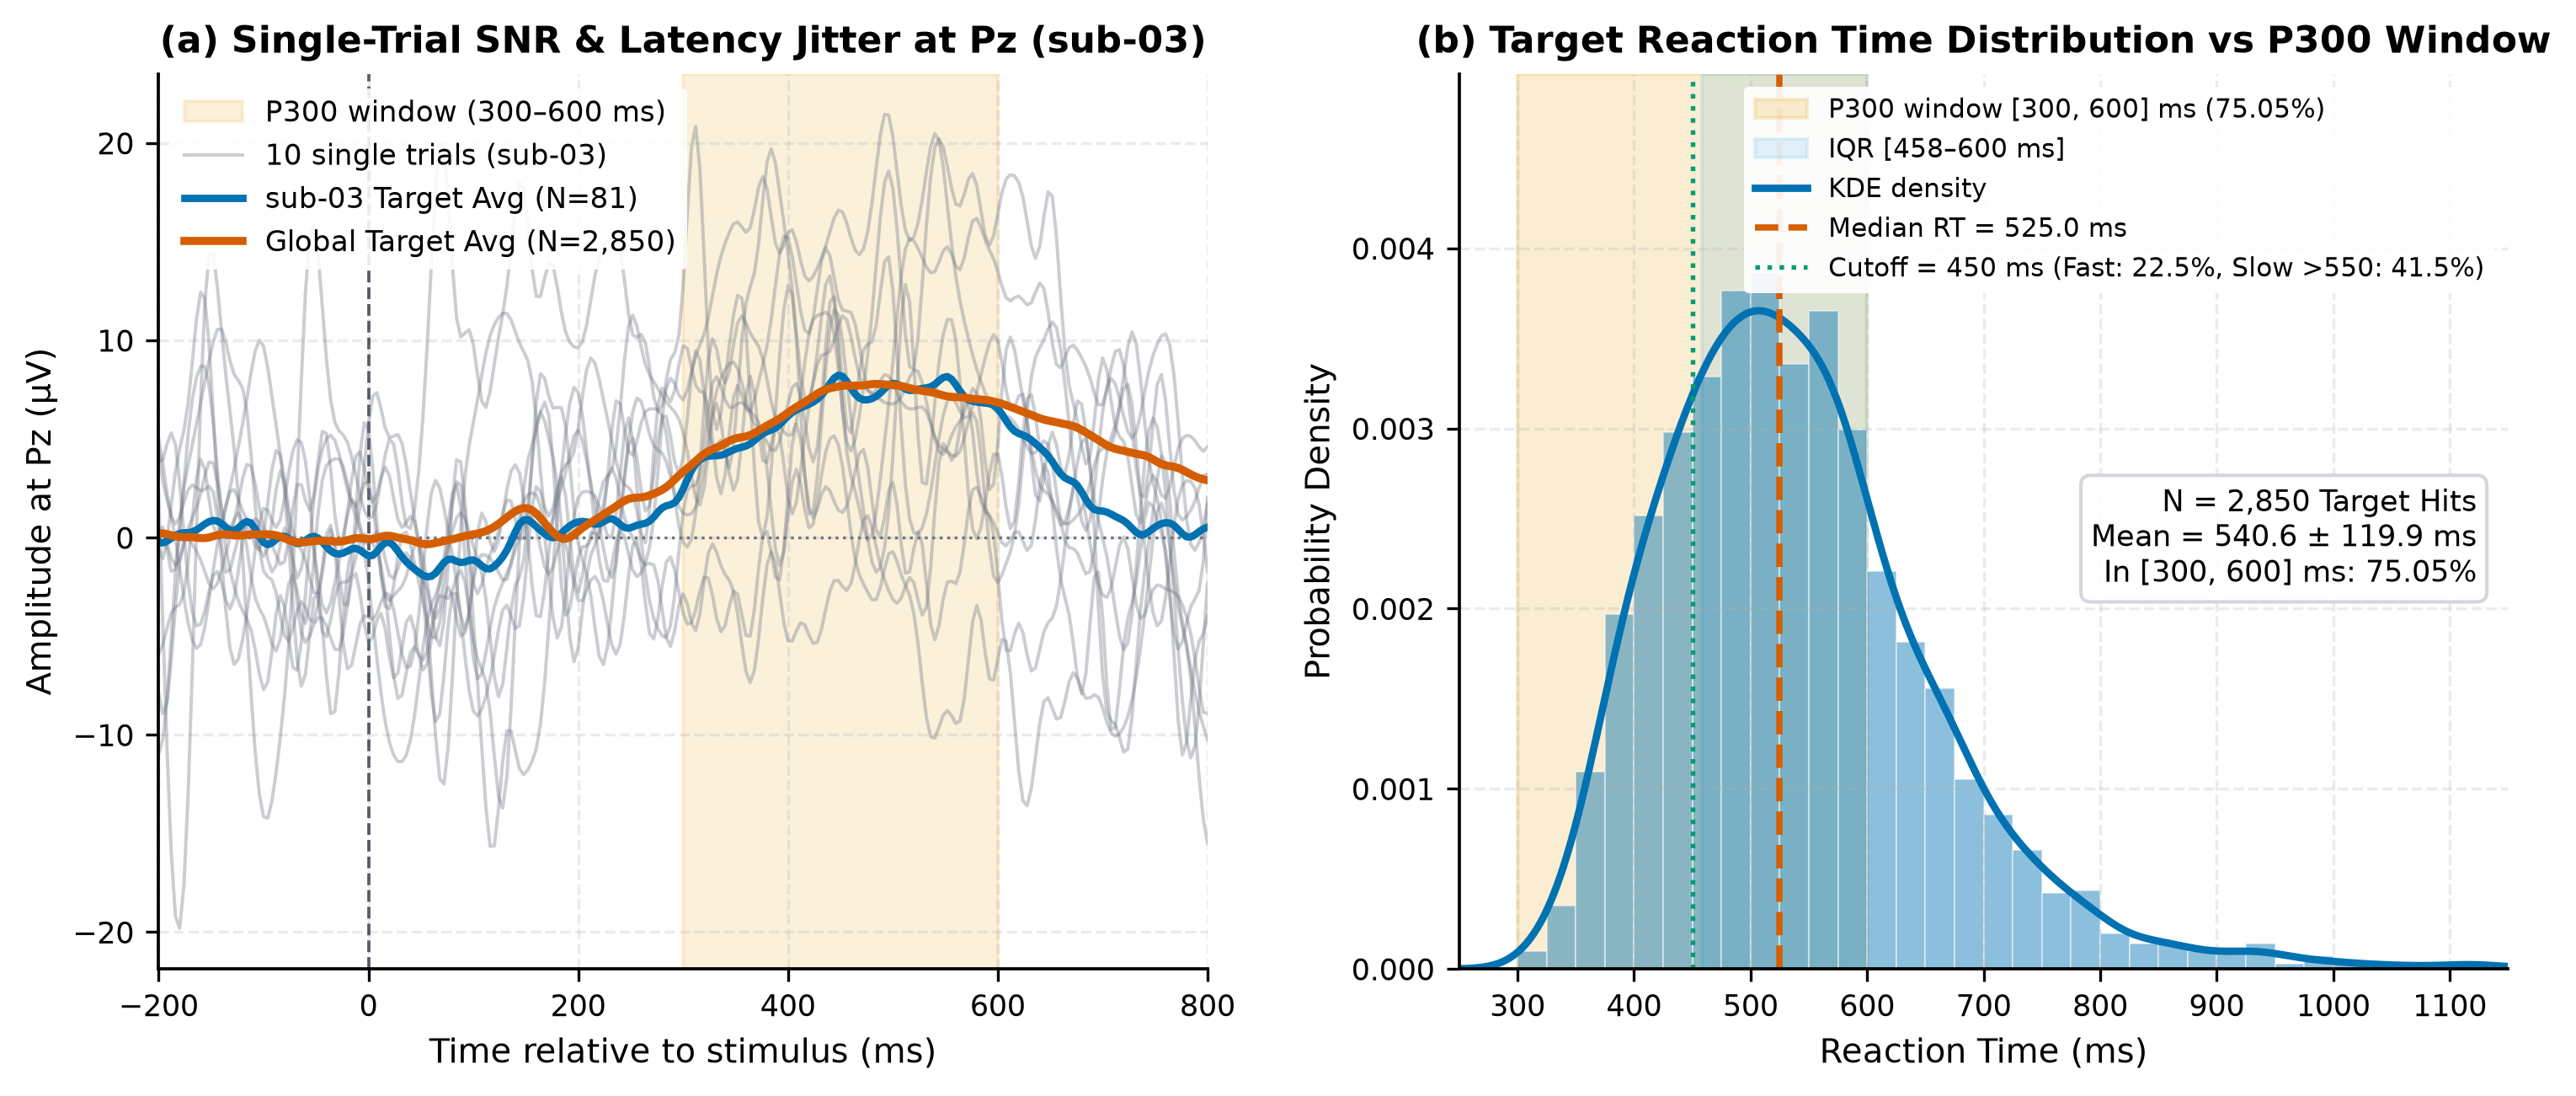 (a) Single-Trial SNR & Latency Jitter at Pz (sub-03)
P300 window (300–600 ms)
10 single trials (sub-03)
sub-03 Target Avg (N=81)
Global Target Avg (N=2,850)
Amplitude at Pz (μV)
20
10
0
−10
−20
−200
0
200
400
600
800
Time relative to stimulus (ms)
(b) Target Reaction Time Distribution vs P300 Window
P300 window [300, 600] ms (75.05%)
IQR [458–600 ms]
KDE density
Median RT = 525.0 ms
Cutoff = 450 ms (Fast: 22.5%, Slow >550: 41.5%)
N = 2,850 Target Hits
Mean = 540.6 ± 119.9 ms
In [300, 600] ms: 75.05%
Probability Density
0.004
0.003
0.002
0.001
0.000
300
400
500
600
700
800
900
1000
1100
Reaction Time (ms)